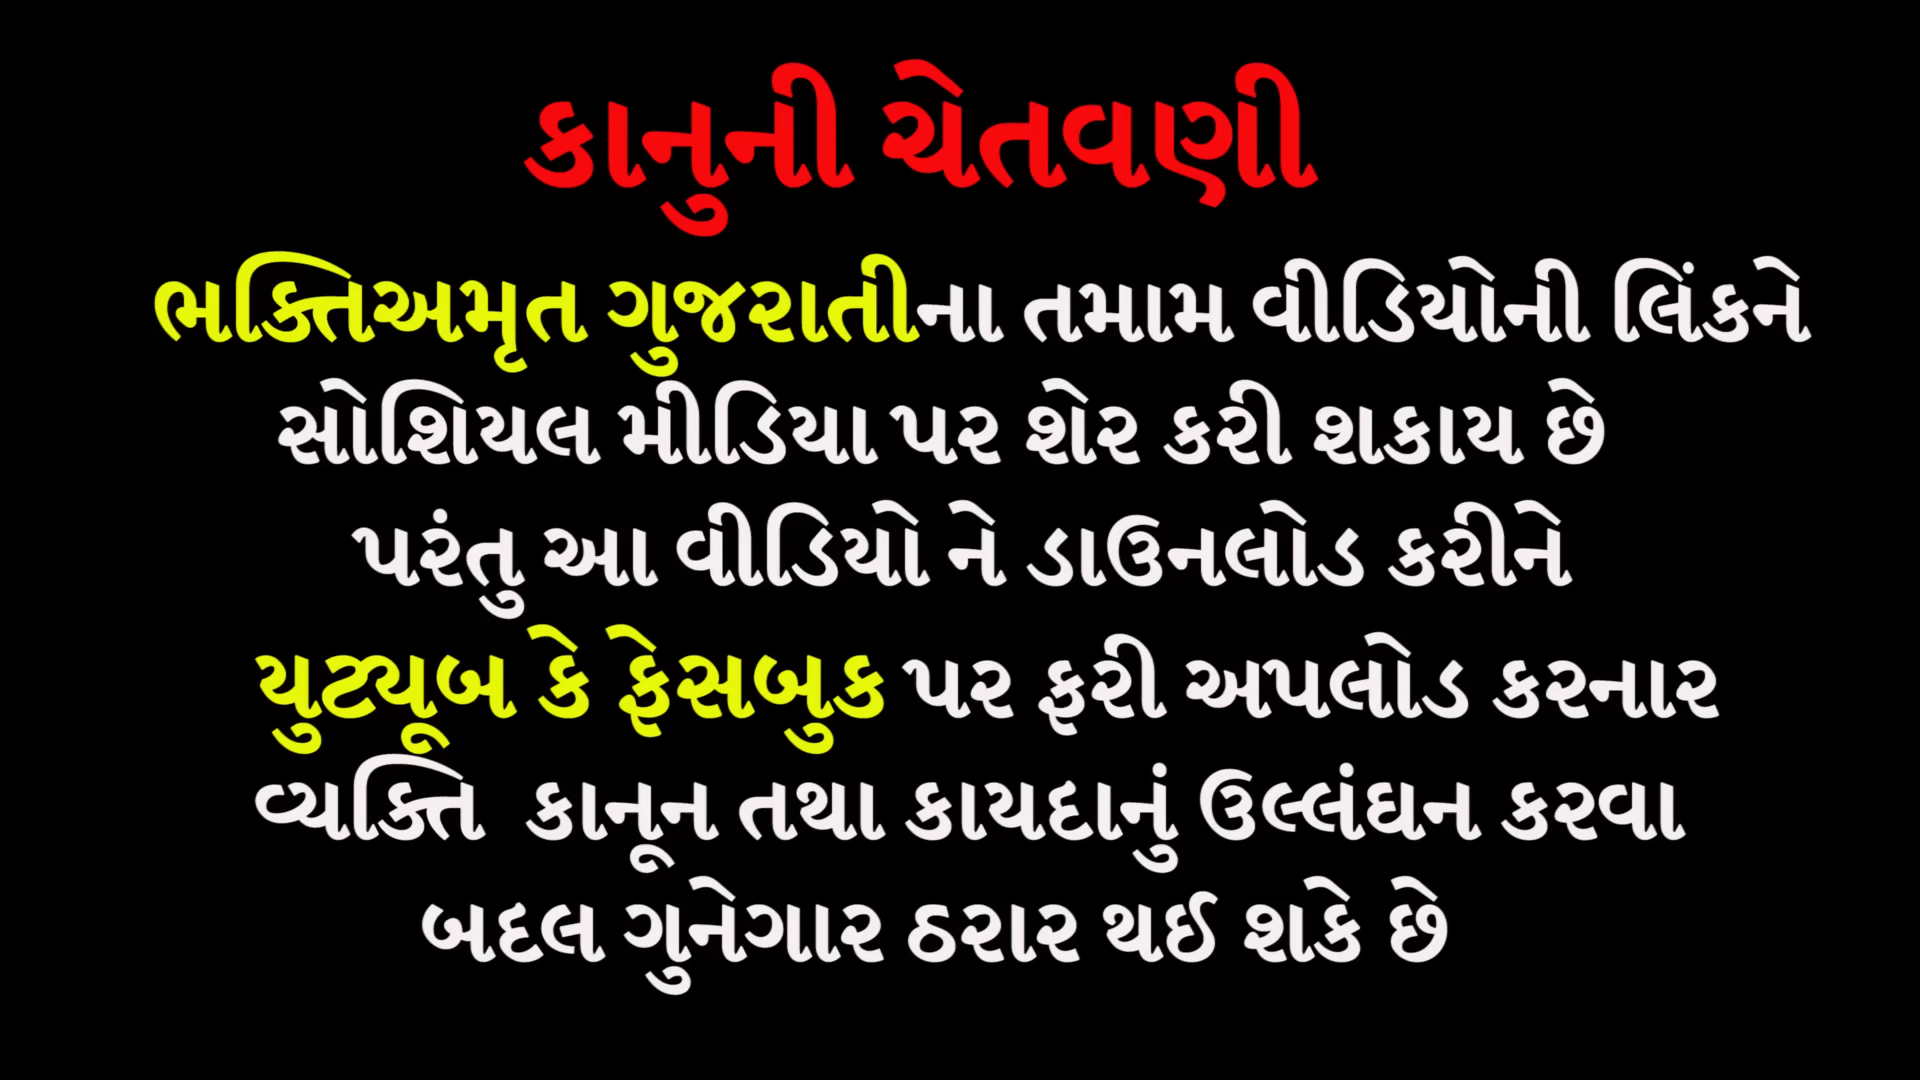 કાનુની ચેતવણી
ભક્તિઅમૃત ગુજરાતીના તમામ વીડિયોની લિંકને
સોશિયલ મીડિયા પર શેર કરી શકાય છે
પરંતુ આ વીડિયો ને ડાઉનલોડ કરીને
યુટ્યૂબ કે ફેસબુક પર ફરી અપલોડ કરનાર
વ્યક્તિ કાનૂન તથા કાયદાનું ઉલ્લંઘન કરવા
બદલ ગુનેગાર ઠરાર થઈ શકે છે